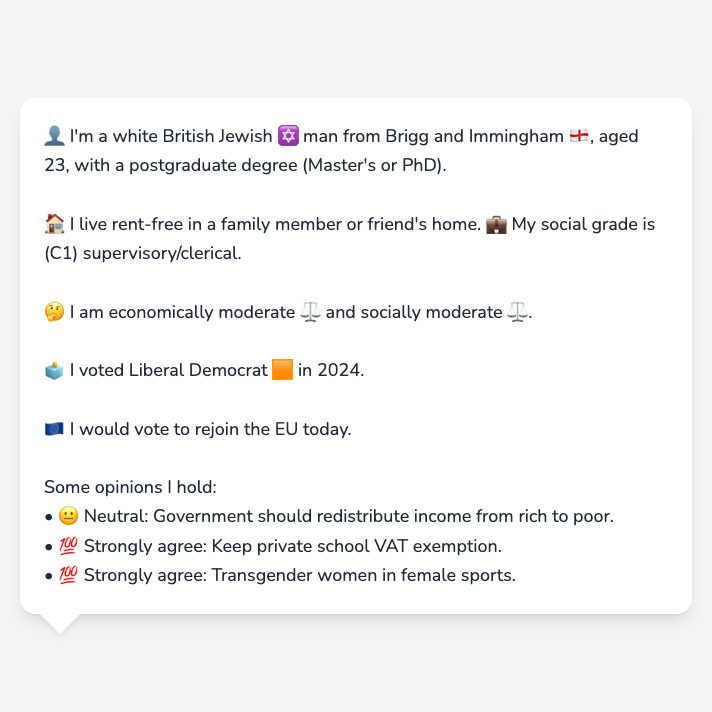 👤 I'm a white British Jewish ✡️ man from Brigg and Immingham 🏴󠁧󠁢󠁥󠁮󠁧󠁿, aged
23, with a postgraduate degree (Master's or PhD).
🏠 I live rent-free in a family member or friend's home. 💼 My social grade is
(C1) supervisory/clerical.
🤔 I am economically moderate ⚖️ and socially moderate ⚖️.
🗳️ I voted Liberal Democrat 🟧 in 2024.
🇪🇺 I would vote to rejoin the EU today.
Some opinions I hold:
• 😐 Neutral: Government should redistribute income from rich to poor.
• 💯 Strongly agree: Keep private school VAT exemption.
• 💯 Strongly agree: Transgender women in female sports.